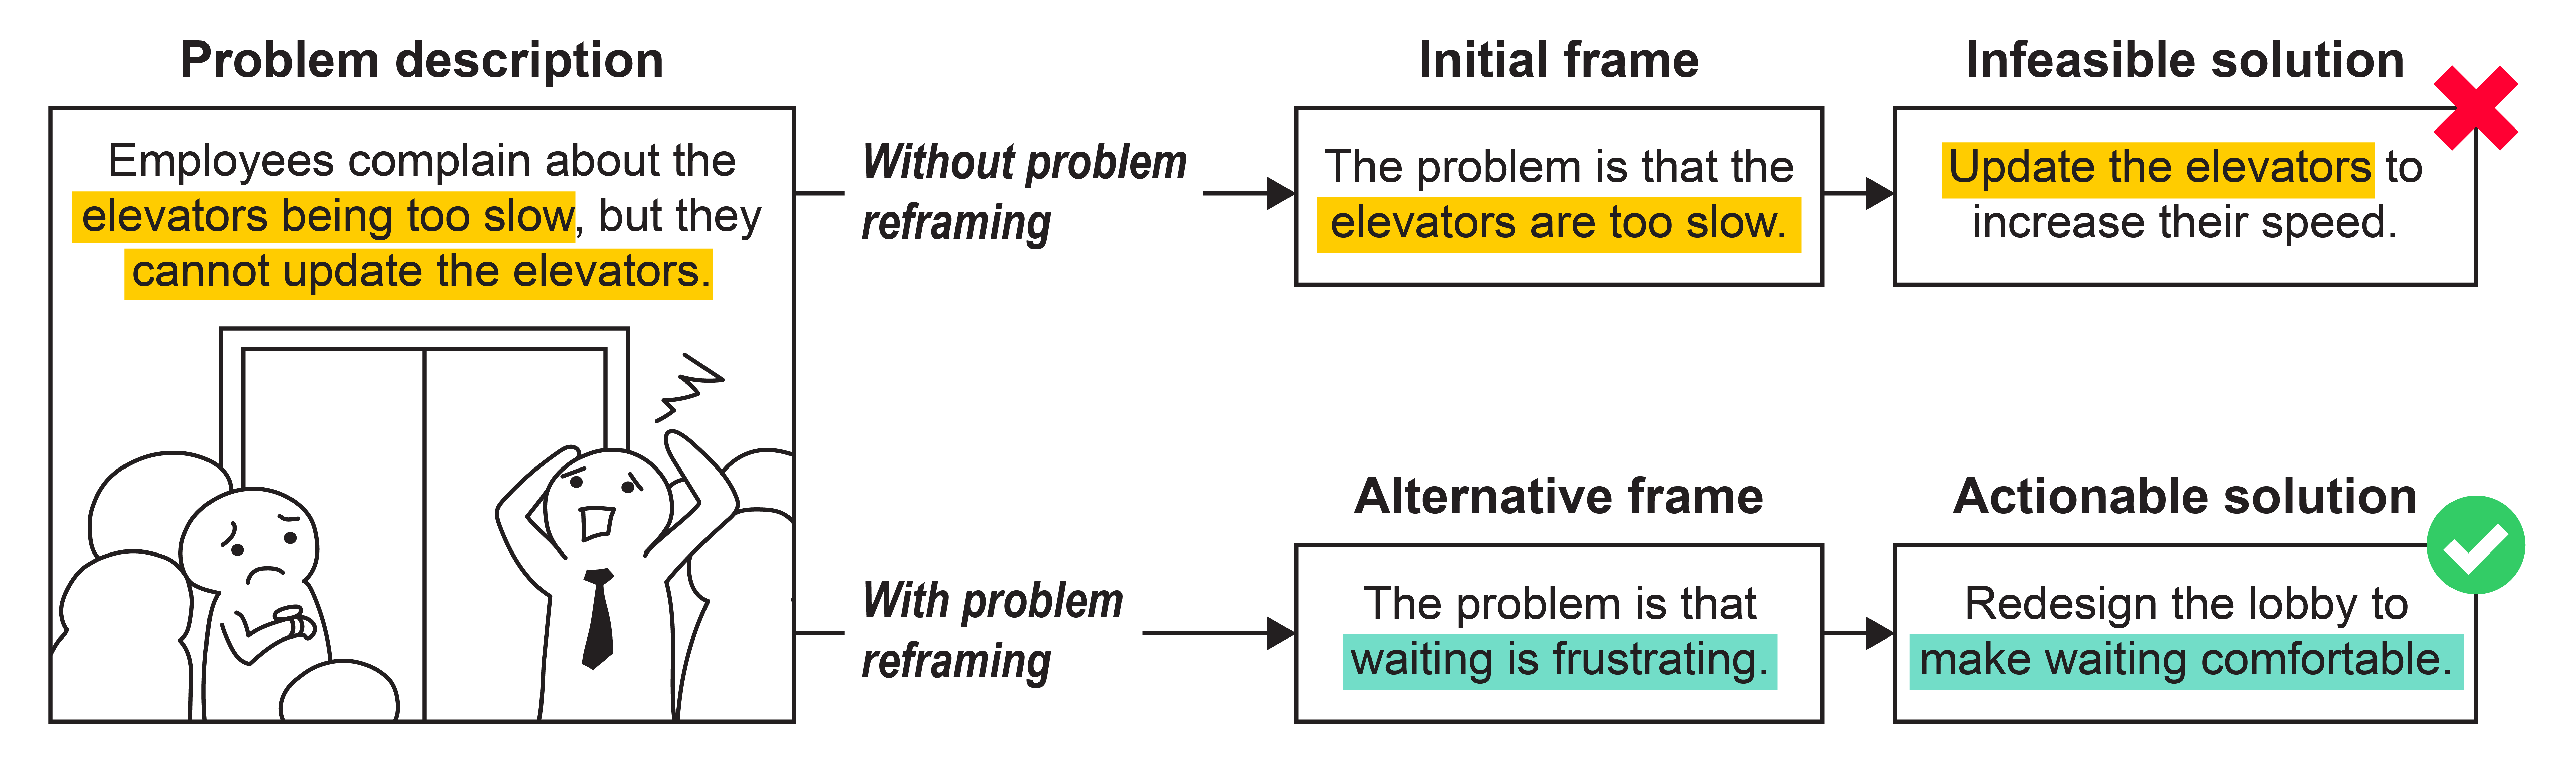 Problem description
Employees complain about the
elevators being too slow, but they
cannot update the elevators.
Without problem
reframing
Initial frame
The problem is that the
elevators are too slow.
Infeasible solution
Update the elevators to
increase their speed.
With problem
reframing
Alternative frame
The problem is that
waiting is frustrating.
Actionable solution
Redesign the lobby to
make waiting comfortable.